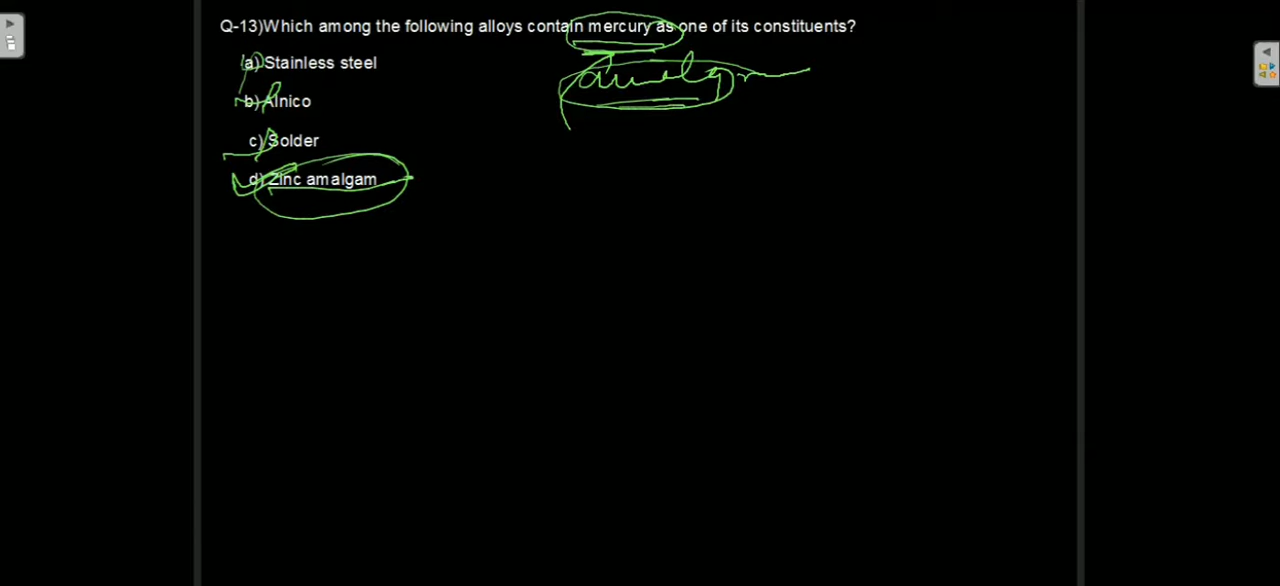 Q-13)Which among the following alloys contain mercury as one of its constituents?
amalgm
a) Stainless steel
b) Alnico
c) Solder
d) Zinc amalgam